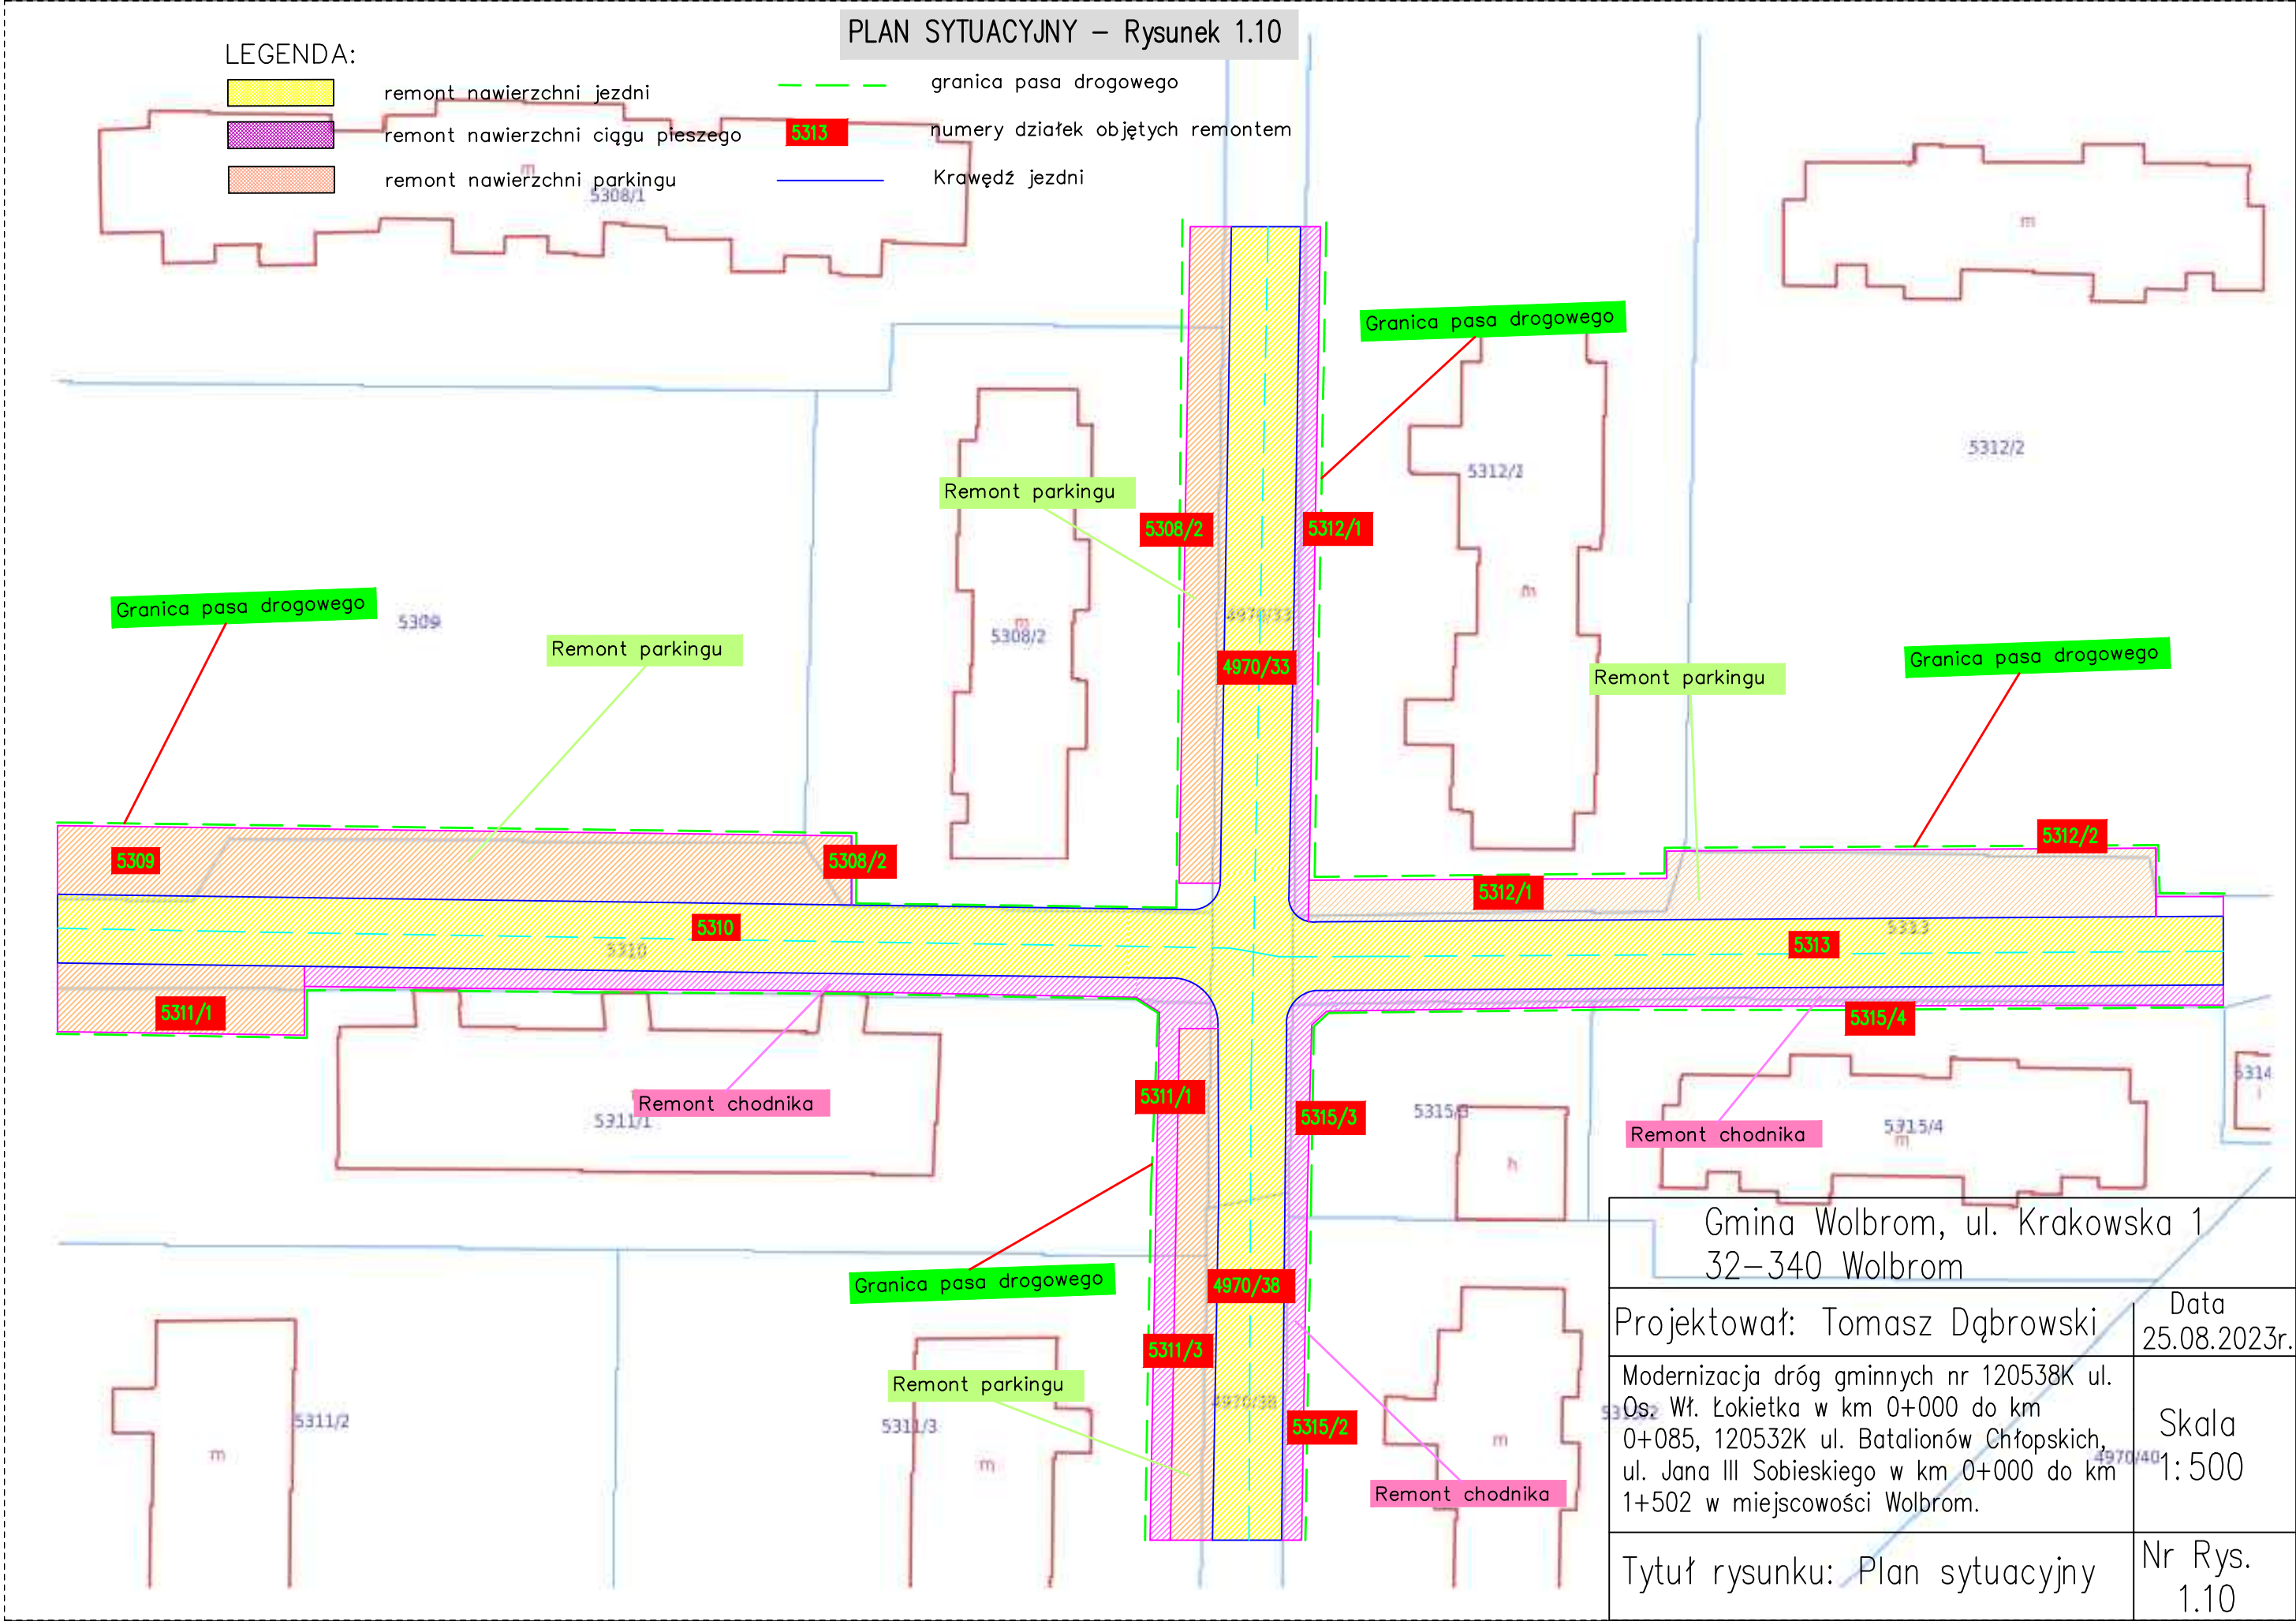 PLAN SYTUACYJNY – Rysunek 1.10
LEGENDA:
remont nawierzchni jezdni
granica pasa drogowego
remont nawierzchni ciągu pieszego
5313
numery działek objętych remontem
remont nawierzchni parkingu
Krawędź jezdni
m
5308/1
m
Granica pasa drogowego
5312/2
5312/1
Remont parkingu
5308/2
5312/1
Granica pasa drogowego
5309
m
5308/2
m
4970/33
Remont parkingu
4970/33
Remont parkingu
Granica pasa drogowego
5309
5308/2
5312/2
5312/1
5310
5310
5313
5313
5311/1
5315/4
5311/1
Remont chodnika
5311/1
5315/3
5315/3
h
Remont chodnika
5315/4
m
5314
i
Granica pasa drogowego
4970/38
5311/3
Remont parkingu
4970/38
5315/2
5311/2
m
5311/3
m
m
Remont chodnika
4970/40
Gmina Wolbrom, ul. Krakowska 1
32–340 Wolbrom
Projektował: Tomasz Dąbrowski
Data
25.08.2023r.
Modernizacja dróg gminnych nr 120538K ul.
Os. Wł. Łokietka w km 0+000 do km
0+085, 120532K ul. Batalionów Chłopskich,
ul. Jana III Sobieskiego w km 0+000 do km
1+502 w miejscowości Wolbrom.
Skala
1:500
Tytuł rysunku: Plan sytuacyjny
Nr Rys.
1.10